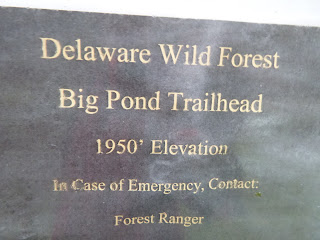 Delaware Wild Forest
Big Pond Trailhead
1950' Elevation
In Case of Emergency, Contact:
Forest Ranger